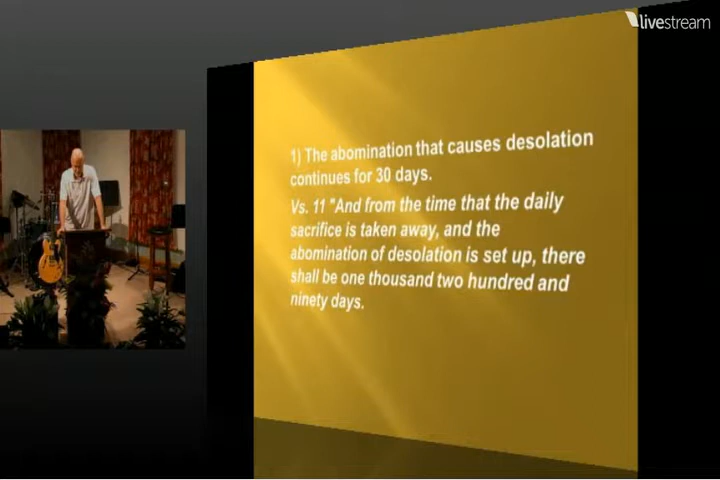 livestream
1) The abomination that causes desolation
continues for 30 days.
Vs. 11 "And from the time that the daily
sacrifice is taken away, and the
abomination of desolation is set up, there
shall be one thousand two hundred and
ninety days.